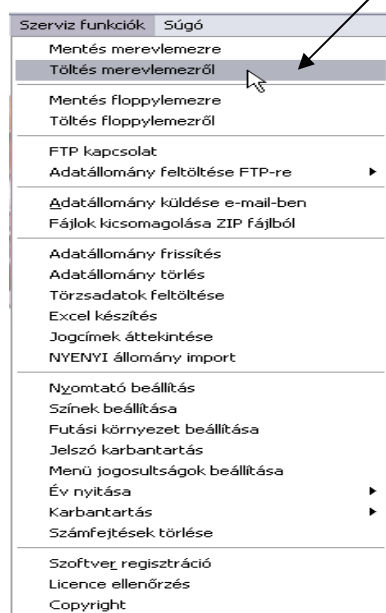 Szerviz funkciók Súgó
Mentés merevlemezre
Töltés merevlemezről
Mentés floppylemezre
Töltés floppylemezről
FTP kapcsolat
Adatállomány feltöltése FTP-re
Adatállomány küldése e-mail-ben
Fájlok kicsomagolása ZIP fájlból
Adatállomány frissítés
Adatállomány törlés
Törzsadatok feltöltése
Excel készítés
Jogcímek áttekintése
NYENYI állomány import
Nyomtató beállítás
Színek beállítása
Futási környezet beállítása
Jelszó karbantartás
Menü jogosultságok beállítása
Év nyitása
Karbantartás
Számfejtések törlése
Szoftver regisztráció
Licence ellenőrzés
Copyright